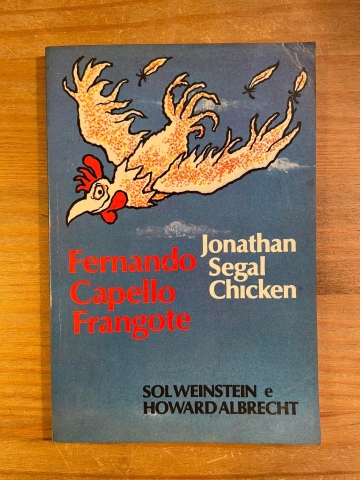 Fernando
Capello
Frangote
Jonathan
Segal
Chicken
SOL WEINSTEIN e
HOWARD ALBRECHT